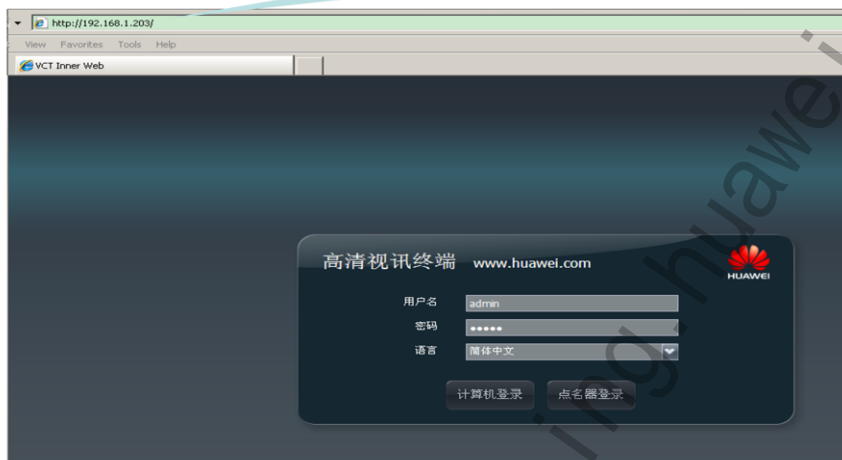 http://192.168.1.203/
View Favorites Tools Help
VCT Inner Web
高清视讯终端 www.huawei.com
HUAWEI
用户名 admin
密码 •••••
语言 简体中文
计算机登录 点名器登录
ing.huawei